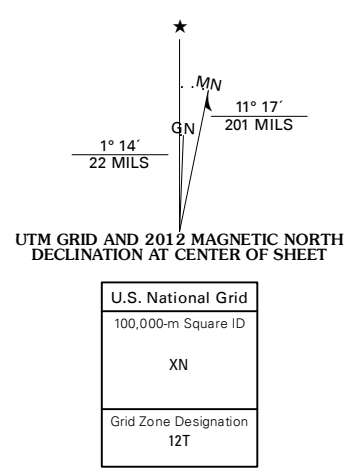 ★
MN
11° 17´
201 MILS
GN
1° 14´
22 MILS
UTM GRID AND 2012 MAGNETIC NORTH
DECLINATION AT CENTER OF SHEET
U.S. National Grid
100,000-m Square ID
XN
Grid Zone Designation
12T